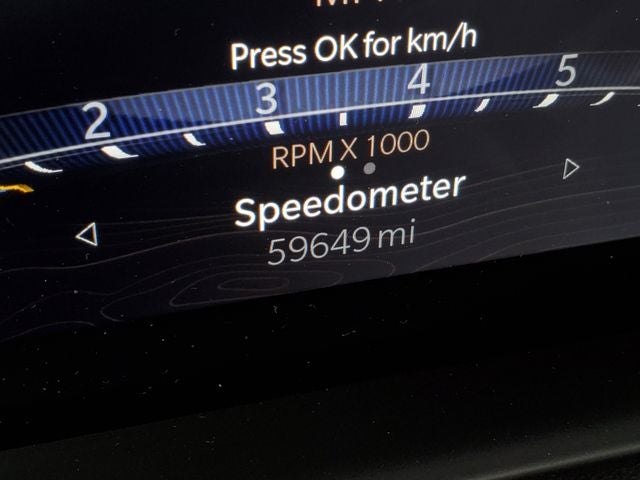 Press OK for km/h
2 3 4 5
RPM X 1000
Speedometer
59649 mi